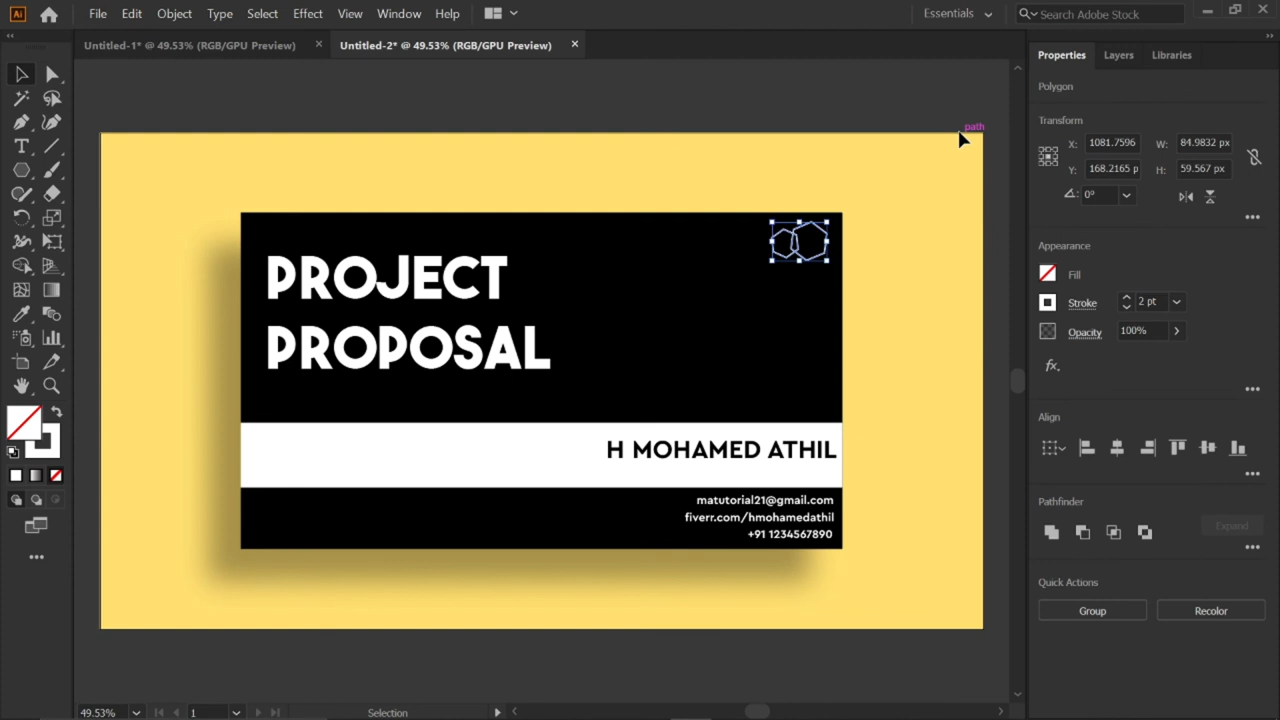 Ai File Edit Object Type Select Effect View Window Help Essentials Search Adobe Stock
Untitled-1* @ 49.53% (RGB/GPU Preview) × Untitled-2* @ 49.53% (RGB/GPU Preview) ×
Properties Layers Libraries
Polygon
Transform
X: 1081.7596 W: 84.9832 px
Y: 168.2165 p H: 59.567 px
0°
Appearance
Fill
Stroke 2 pt
Opacity 100%
fx.
Align
Pathfinder
Expand
Quick Actions
Group Recolor
path
PROJECT
PROPOSAL
H MOHAMED ATHIL
matutorial21@gmail.com
fiverr.com/hmohamedathil
+91 1234567890
49.53% 1 Selection